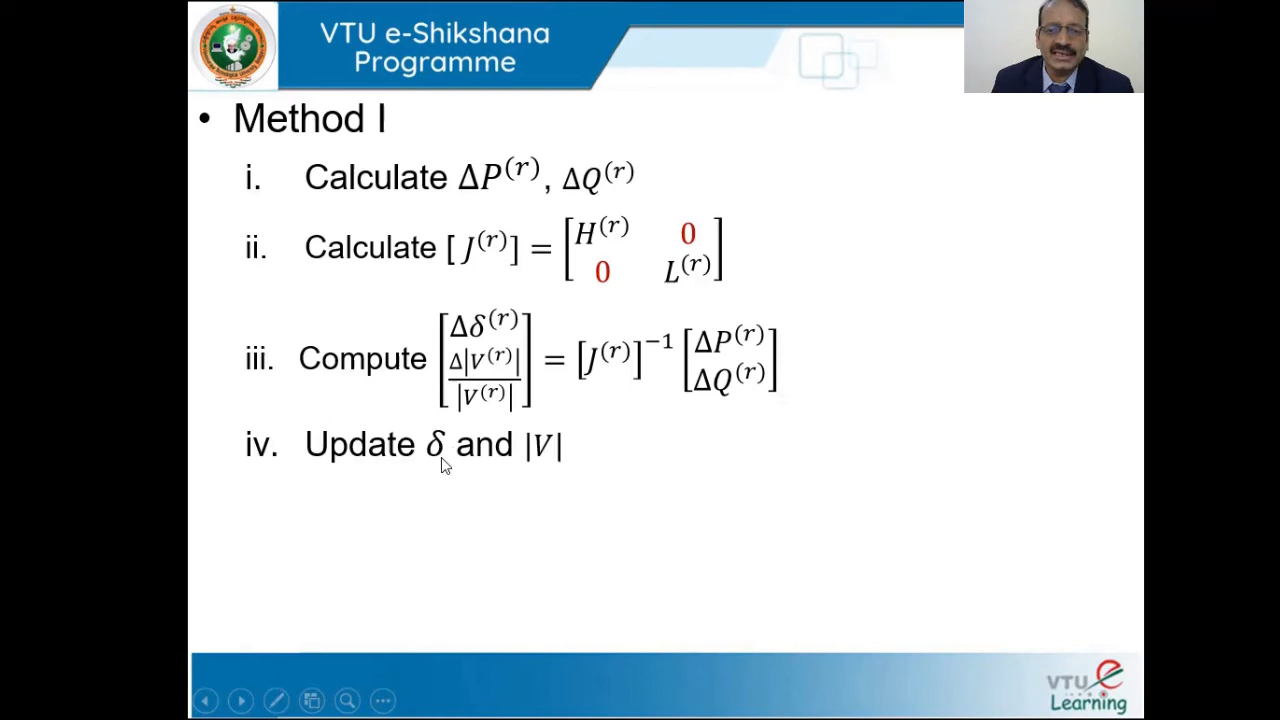 VTU e-Shikshana
Programme
• Method I
i. Calculate ΔP^(r), ΔQ^(r)
ii. Calculate [J^(r)] = [H^(r) 0
0 L^(r)]
iii. Compute [Δδ^(r) Δ|V^(r)|/|V^(r)|] = [J^(r)]^−1 [ΔP^(r) ΔQ^(r)]
iv. Update δ and |V|
VTU e
Learning